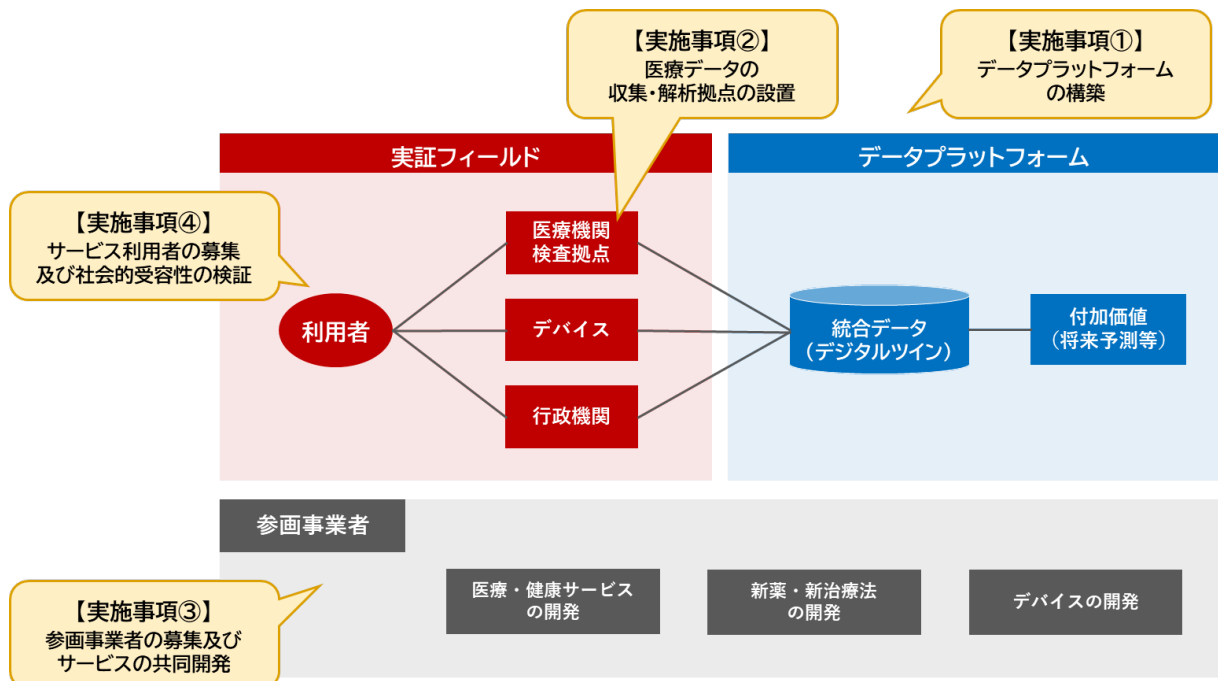 【実施事項②】
医療データの
収集・解析拠点の設置
【実施事項①】
データプラットフォーム
の構築
実証フィールド
データプラットフォーム
【実施事項④】
サービス利用者の募集
及び社会的受容性の検証
医療機関
検査拠点
利用者
デバイス
行政機関
統合データ
（デジタルツイン）
付加価値
（将来予測等）
参画事業者
【実施事項③】
参画事業者の募集及び
サービスの共同開発
医療・健康サービス
の開発
新薬・新治療法
の開発
デバイスの開発